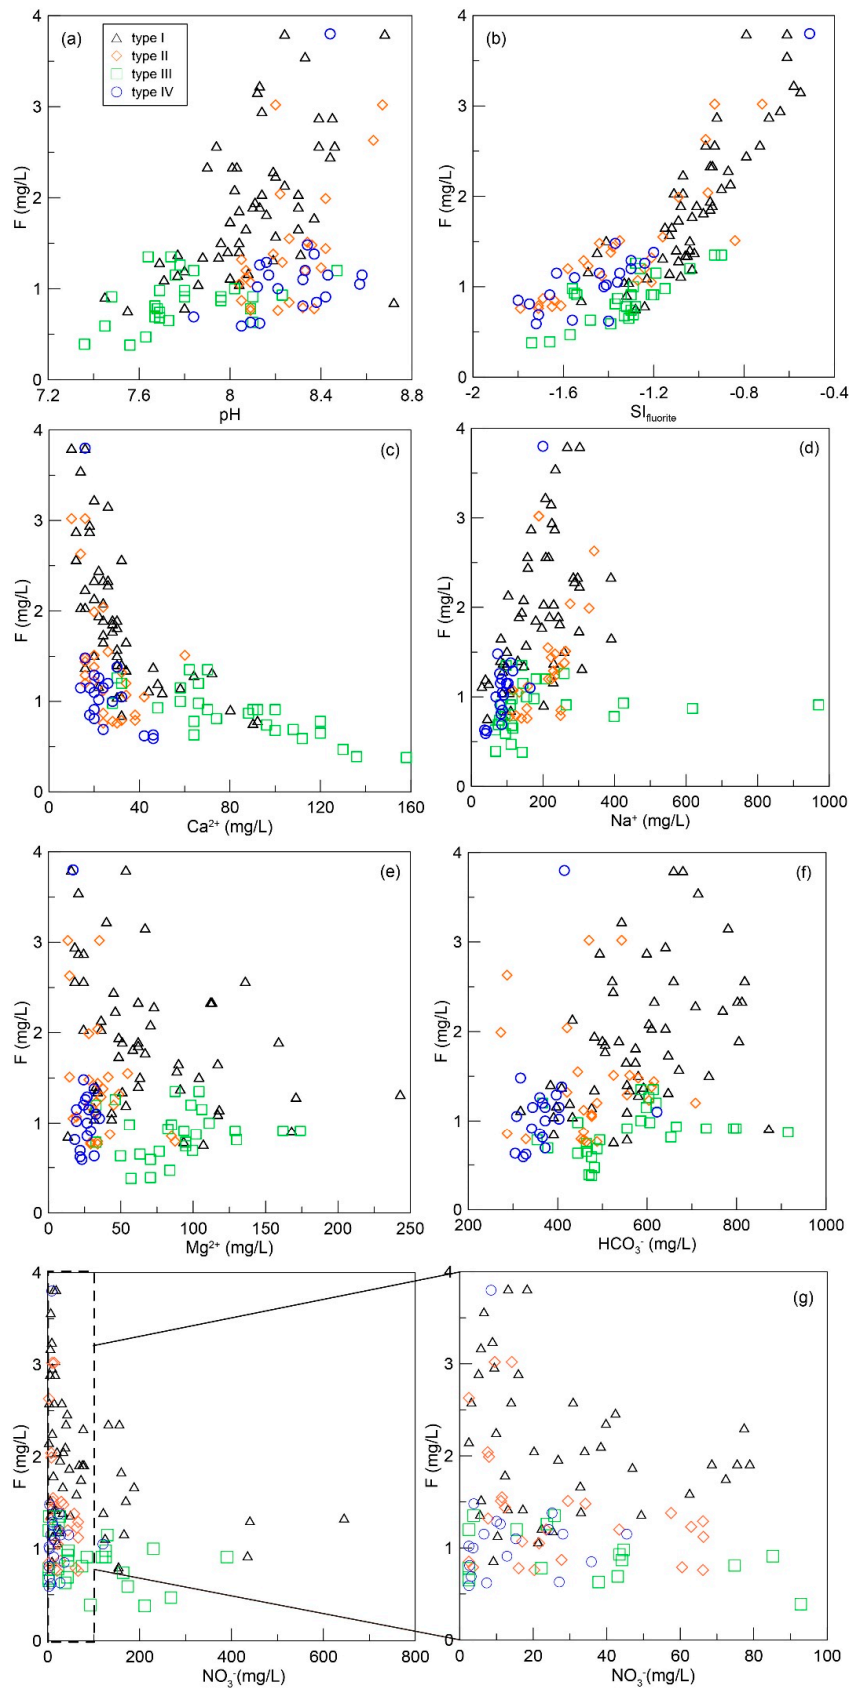 (a)
type I
type II
type III
type IV
4
3
2
1
0
F (mg/L)
7.2 7.6 8 8.4 8.8
pH
(b)
4
3
2
1
0
F (mg/L)
-2 -1.6 -1.2 -0.8 -0.4
SI_fluorite
(c)
4
3
2
1
0
F (mg/L)
0 40 80 120 160
Ca²⁺ (mg/L)
(d)
4
3
2
1
0
F (mg/L)
0 200 400 600 800 1000
Na⁺ (mg/L)
(e)
4
3
2
1
0
F (mg/L)
0 50 100 150 200 250
Mg²⁺ (mg/L)
(f)
4
3
2
1
0
F (mg/L)
200 400 600 800 1000
HCO₃⁻ (mg/L)
4
3
2
1
0
F (mg/L)
0 200 400 600 800
NO₃⁻(mg/L)
(g)
4
3
2
1
0
F (mg/L)
0 20 40 60 80 100
NO₃⁻(mg/L)